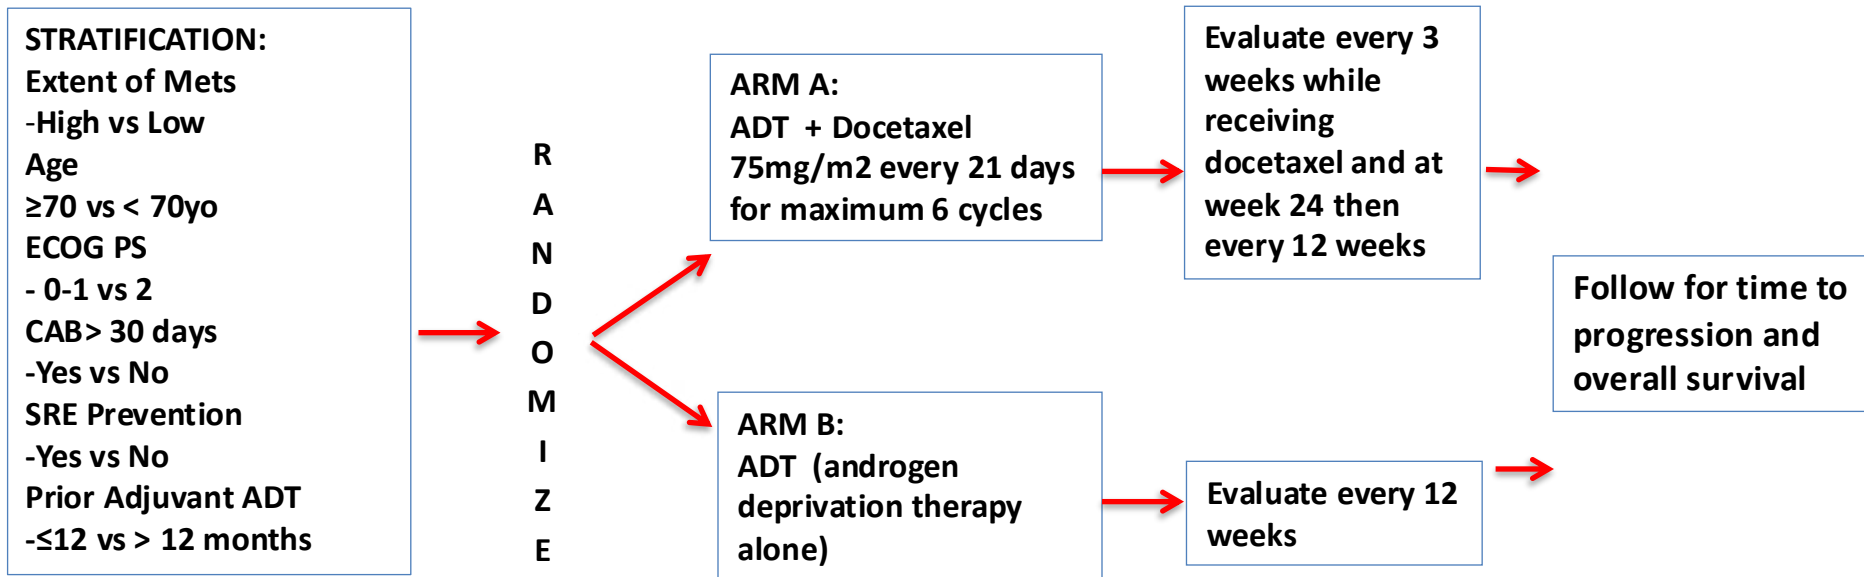 STRATIFICATION:
Extent of Mets
-High vs Low
Age
≥70 vs < 70yo
ECOG PS
- 0-1 vs 2
CAB> 30 days
-Yes vs No
SRE Prevention
-Yes vs No
Prior Adjuvant ADT
-≤12 vs > 12 months
R
A
N
D
O
M
I
Z
E
ARM A:
ADT + Docetaxel
75mg/m2 every 21 days
for maximum 6 cycles
Evaluate every 3
weeks while
receiving
docetaxel and at
week 24 then
every 12 weeks
ARM B:
ADT (androgen
deprivation therapy
alone)
Evaluate every 12
weeks
Follow for time to
progression and
overall survival